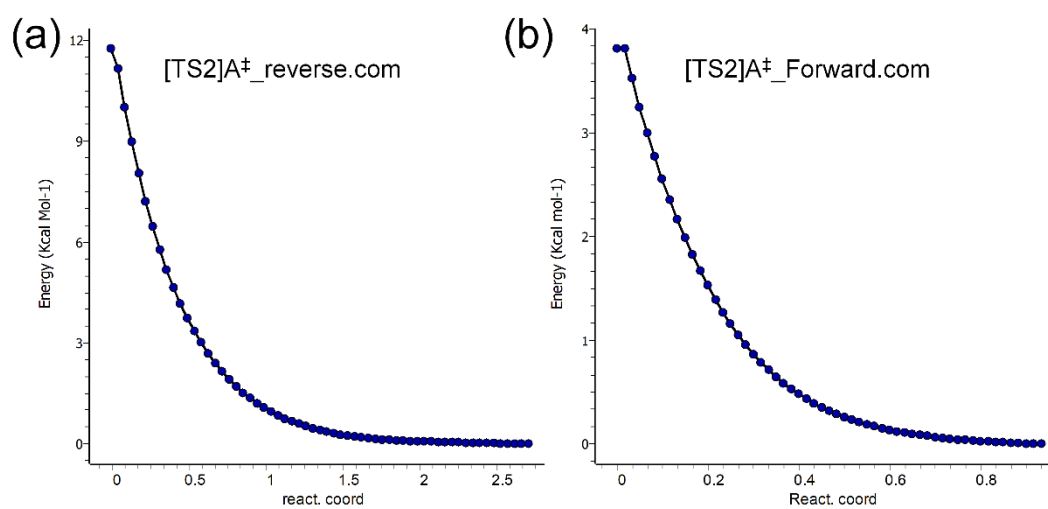 (a)
[TS2]A‡_reverse.com
12
9
6
3
0
Energy (Kcal Mol-1)
0 0.5 1 1.5 2 2.5
react. coord
(b)
[TS2]A‡_Forward.com
4
3
2
1
0
Energy (Kcal mol-1)
0 0.2 0.4 0.6 0.8
React. coord